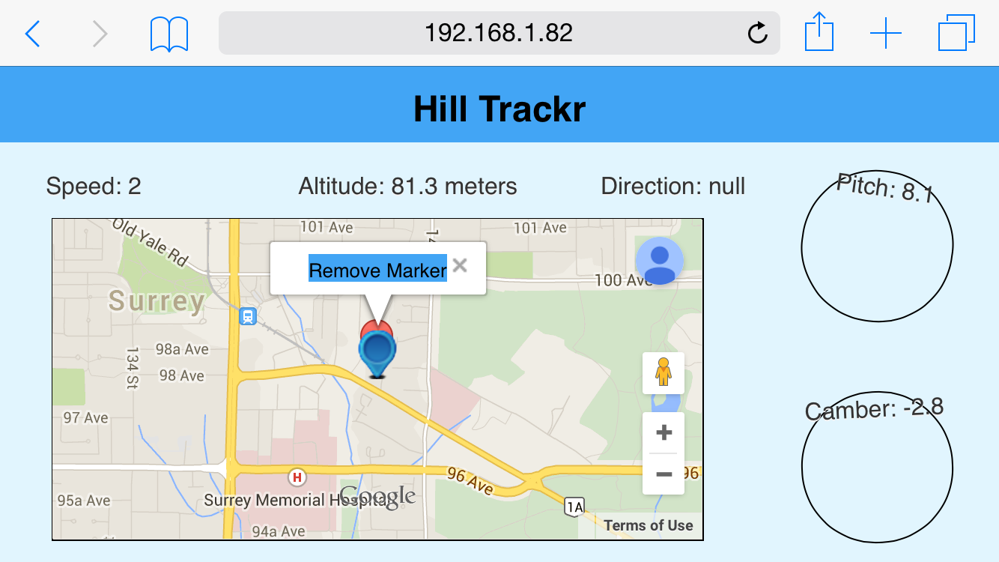 192.168.1.82
Hill Trackr
Speed: 2
Altitude: 81.3 meters
Direction: null
Pitch: 8.1
Old Yale Rd
101 Ave
101 Ave
14
Remove Marker
100 Ave
Surrey
98a Ave
134 St
98 Ave
97 Ave
H
96 Ave
96
95a Ave
Surrey Memorial Hospital
Google
1A
94a Ave
Terms of Use
Camber: -2.8